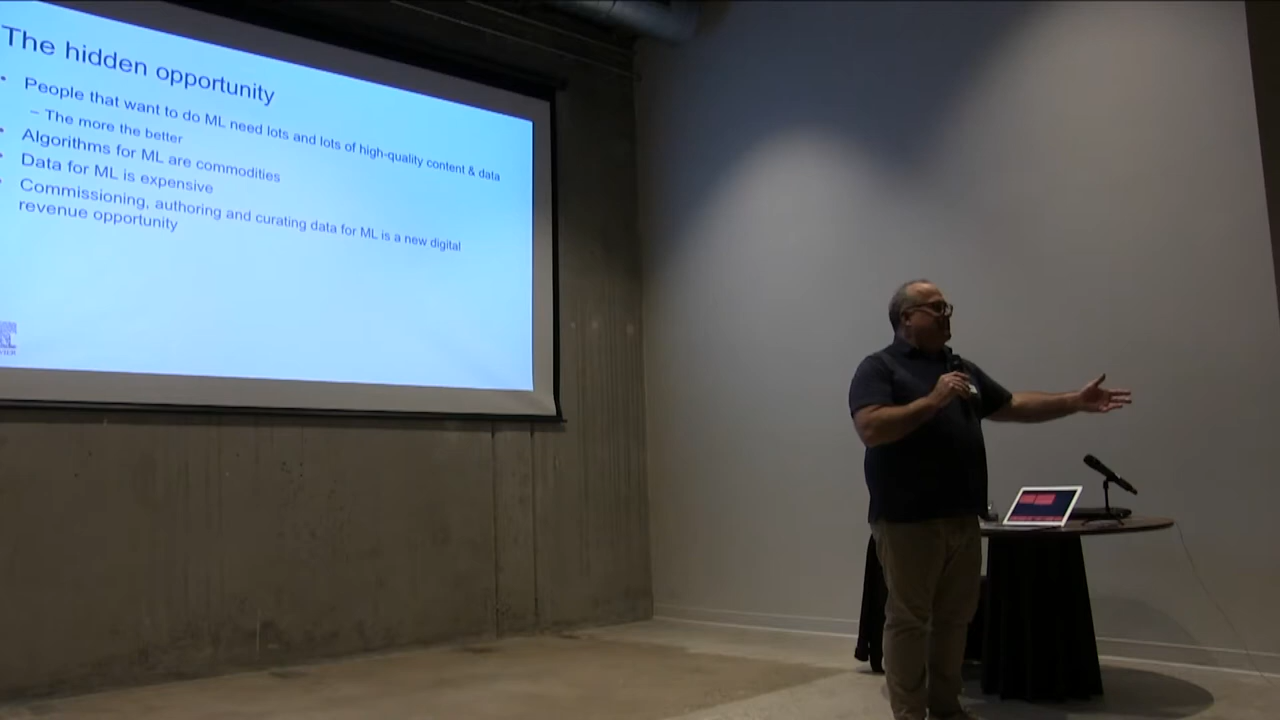 The hidden opportunity
• People that want to do ML need lots and lots of high-quality content & data
– The more the better
• Algorithms for ML are commodities
• Data for ML is expensive
• Commissioning, authoring and curating data for ML is a new digital
revenue opportunity